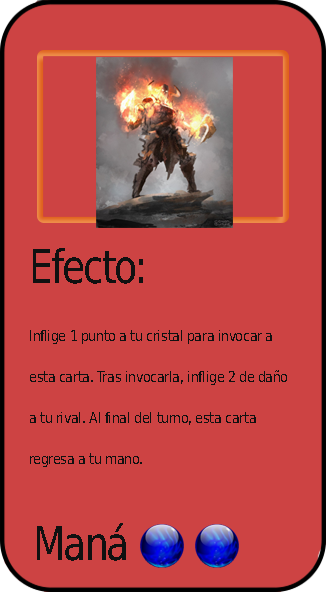 Efecto:
Inflige 1 punto a tu cristal para invocar a
esta carta. Tras invocarla, inflige 2 de daño
a tu rival. Al final del turno, esta carta
regresa a tu mano.
Maná